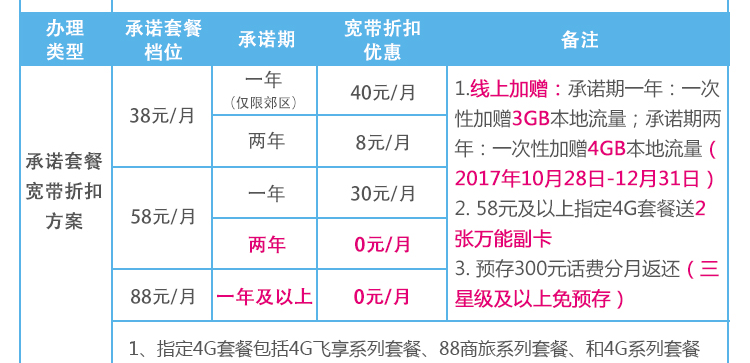 办理
类型
承诺套餐
档位
承诺期
宽带折扣
优惠
备注
承诺套餐
宽带折扣
方案
38元/月
一年
(仅限郊区)
40元/月
两年
8元/月
58元/月
一年
30元/月
两年
0元/月
88元/月
一年及以上
0元/月
1.线上加赠：承诺期一年：一次
性加赠3GB本地流量；承诺期两
年：一次性加赠4GB本地流量（
2017年10月28日-12月31日）
2. 58元及以上指定4G套餐送2
张万能副卡
3. 预存300元话费分月返还（三
星级及以上免预存）
1、指定4G套餐包括4G飞享系列套餐、88商旅系列套餐、和4G系列套餐